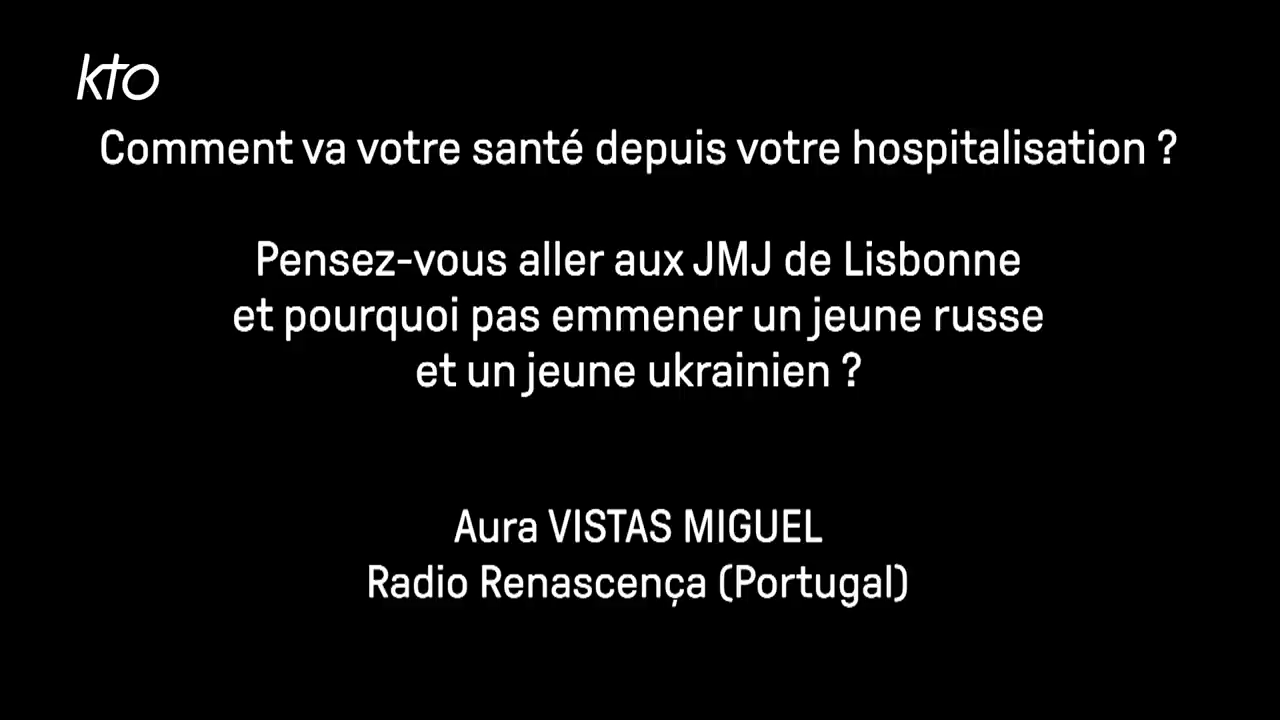 kto
Comment va votre santé depuis votre hospitalisation ?
Pensez-vous aller aux JMJ de Lisbonne
et pourquoi pas emmener un jeune russe
et un jeune ukrainien ?
Aura VISTAS MIGUEL
Radio Renascença (Portugal)